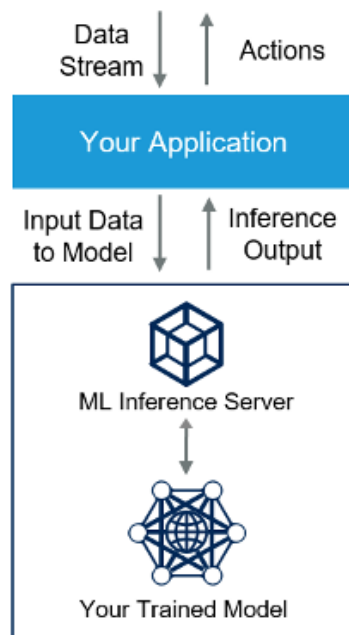 Data
Stream
Actions
Your Application
Input Data
to Model
Inference
Output
ML Inference Server
Your Trained Model